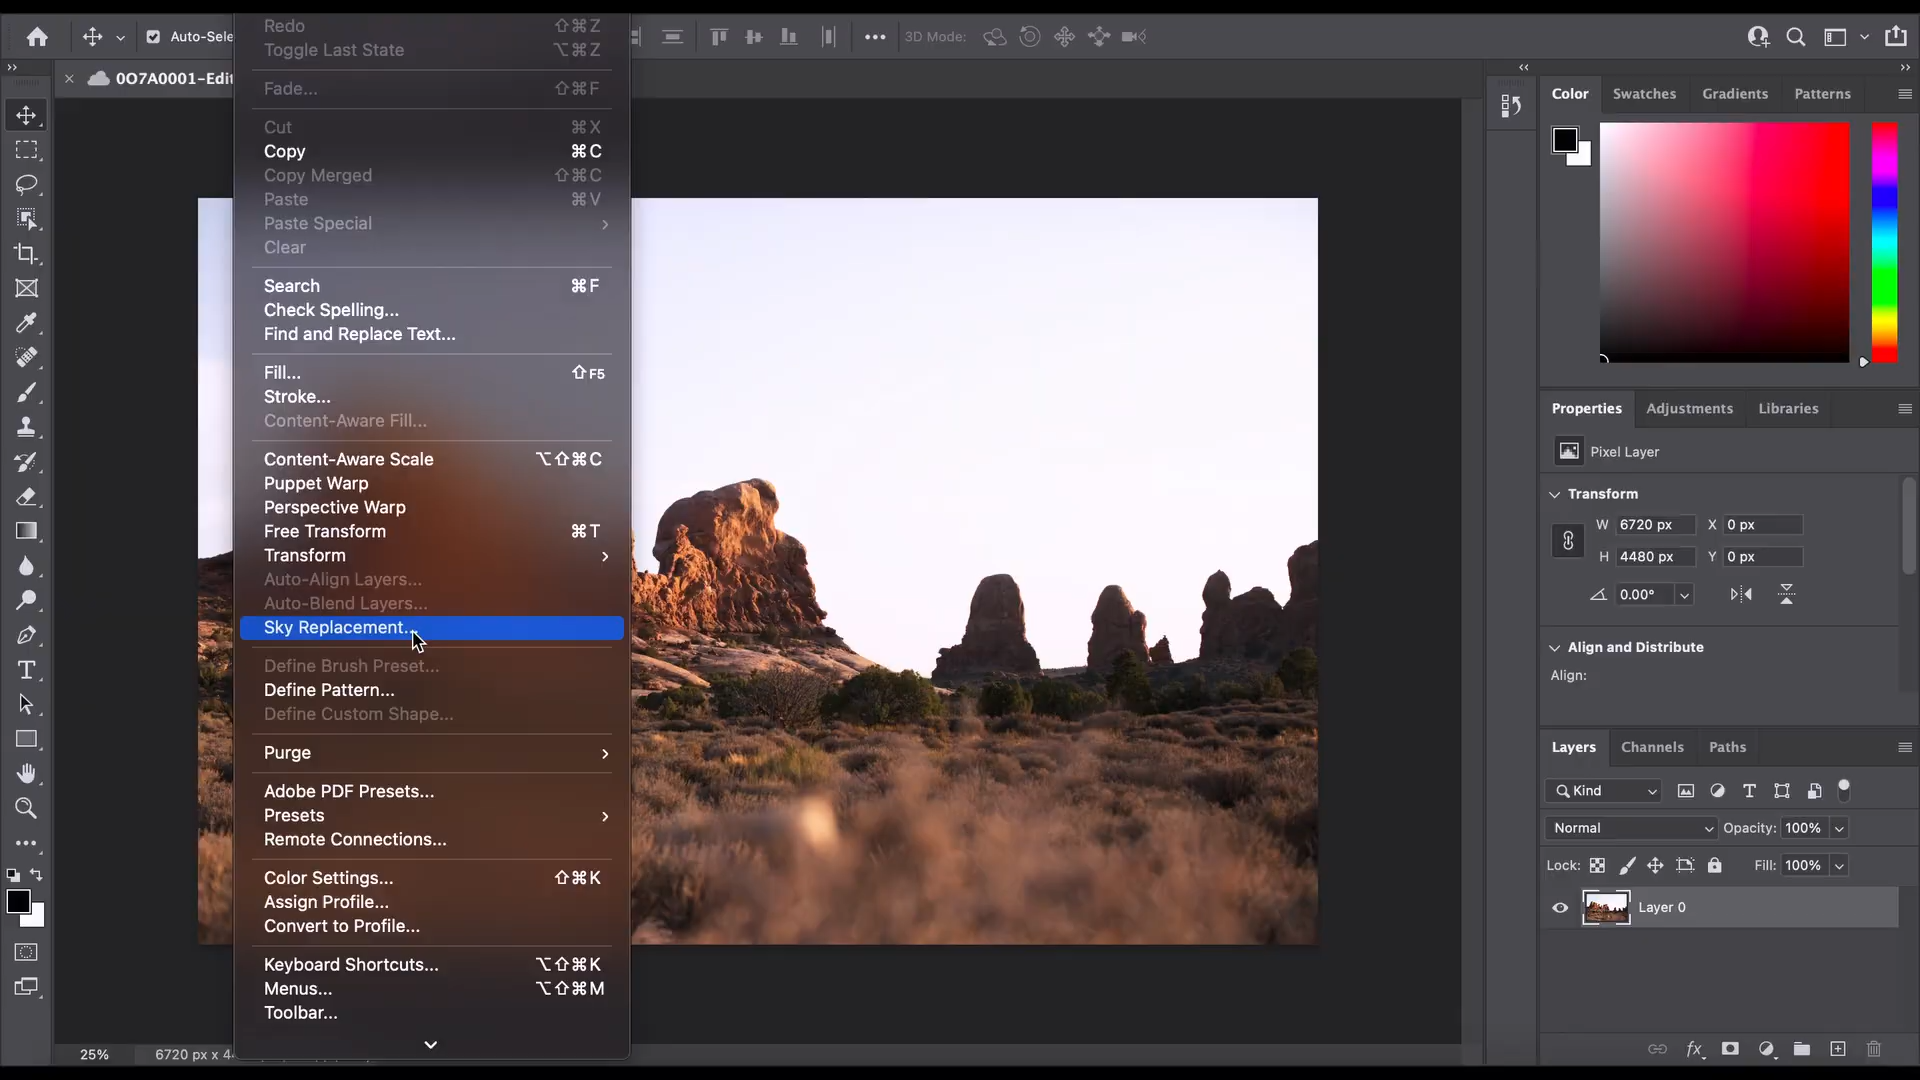 Auto-Sele
3D Mode:
0O7A0001-Edit
Redo ⇧⌘Z
Toggle Last State ⌥⌘Z
Fade... ⇧⌘F
Cut ⌘X
Copy ⌘C
Copy Merged ⇧⌘C
Paste ⌘V
Paste Special
Clear
Search ⌘F
Check Spelling...
Find and Replace Text...
Fill... ⇧F5
Stroke...
Content-Aware Fill...
Content-Aware Scale ⌥⇧⌘C
Puppet Warp
Perspective Warp
Free Transform ⌘T
Transform
Auto-Align Layers...
Auto-Blend Layers...
Sky Replacement...
Define Brush Preset...
Define Pattern...
Define Custom Shape...
Purge
Adobe PDF Presets...
Presets
Remote Connections...
Color Settings... ⇧⌘K
Assign Profile...
Convert to Profile...
Keyboard Shortcuts... ⌥⇧⌘K
Menus... ⌥⇧⌘M
Toolbar...
25% 6720 px x 44
Color Swatches Gradients Patterns
Properties Adjustments Libraries
Pixel Layer
Transform
W 6720 px X 0 px
H 4480 px Y 0 px
0.00°
Align and Distribute
Align:
Layers Channels Paths
Kind
Normal Opacity: 100%
Lock: Fill: 100%
Layer 0